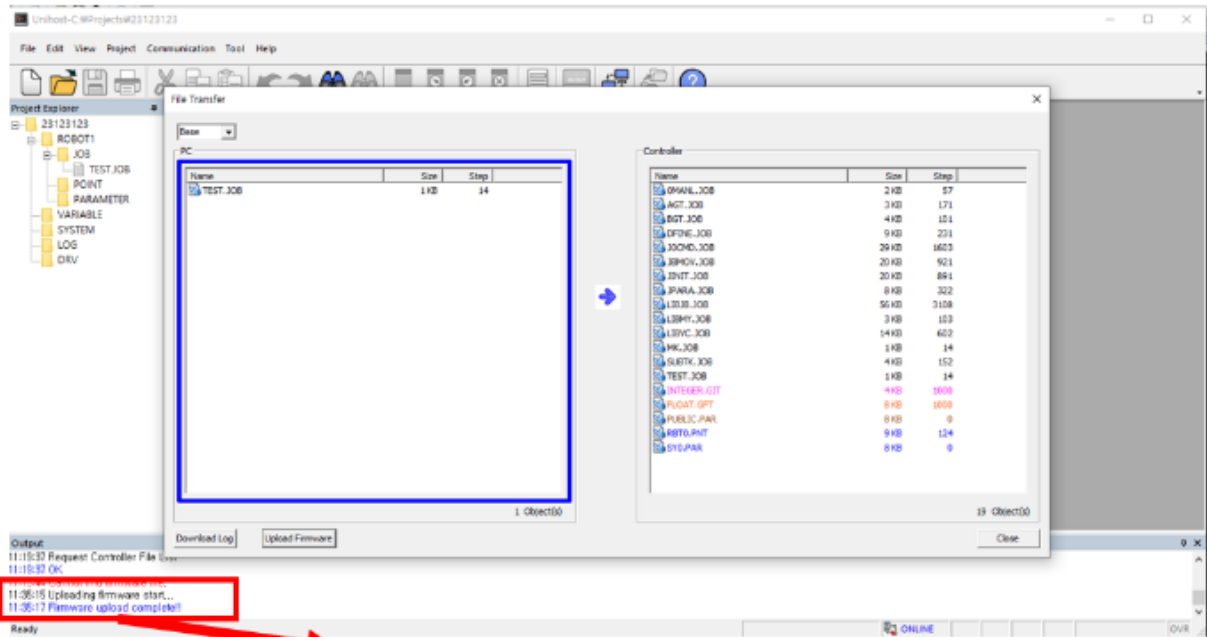 Unihost-C:₩Projects₩23123123
File Edit View Project Communication Tool Help
Project Explorer
23123123
ROBOT1
JOB
TEST.JOB
POINT
PARAMETER
VARIABLE
SYSTEM
LOG
DRV
File Transfer
Base
PC
Name Size Step
TEST.JOB 1 KB 14
1 Object(s)
Controller
Name Size Step
0MANL.JOB 2 KB 57
AGT.JOB 3 KB 171
BGT.JOB 4 KB 101
DFINE.JOB 9 KB 231
JOCMD.JOB 29 KB 1603
JBMOV.JOB 20 KB 921
JINIT.JOB 20 KB 891
JPARA.JOB 8 KB 322
LIBJB.JOB 56 KB 3108
LIBMY.JOB 3 KB 103
LIBVC.JOB 14 KB 602
MK.JOB 1 KB 14
SUBTK.JOB 4 KB 152
TEST.JOB 1 KB 14
INTEGER.GIT 4 KB 1000
FLOAT.GFT 8 KB 1000
PUBLIC.PAR 8 KB 0
RBT0.PNT 9 KB 124
SY0.PAR 8 KB 0
19 Object(s)
Download Log Upload Firmware Close
Output
11:19:37 Request Controller File
11:19:37 OK
11:35:15 Uploading firmware start...
11:35:17 Firmware upload complete!!
Ready ONLINE OVR